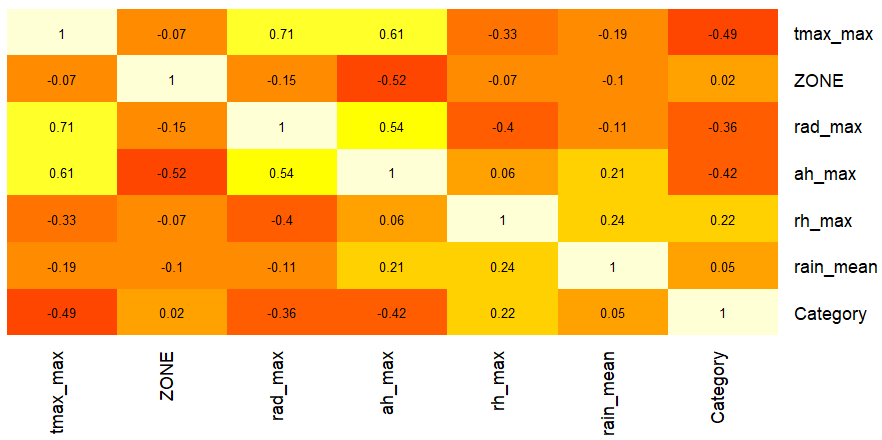 1 -0.07 0.71 0.61 -0.33 -0.19 -0.49 tmax_max
-0.07 1 -0.15 -0.52 -0.07 -0.1 0.02 ZONE
0.71 -0.15 1 0.54 -0.4 -0.11 -0.36 rad_max
0.61 -0.52 0.54 1 0.06 0.21 -0.42 ah_max
-0.33 -0.07 -0.4 0.06 1 0.24 0.22 rh_max
-0.19 -0.1 -0.11 0.21 0.24 1 0.05 rain_mean
-0.49 0.02 -0.36 -0.42 0.22 0.05 1 Category
tmax_max ZONE rad_max ah_max rh_max rain_mean Category